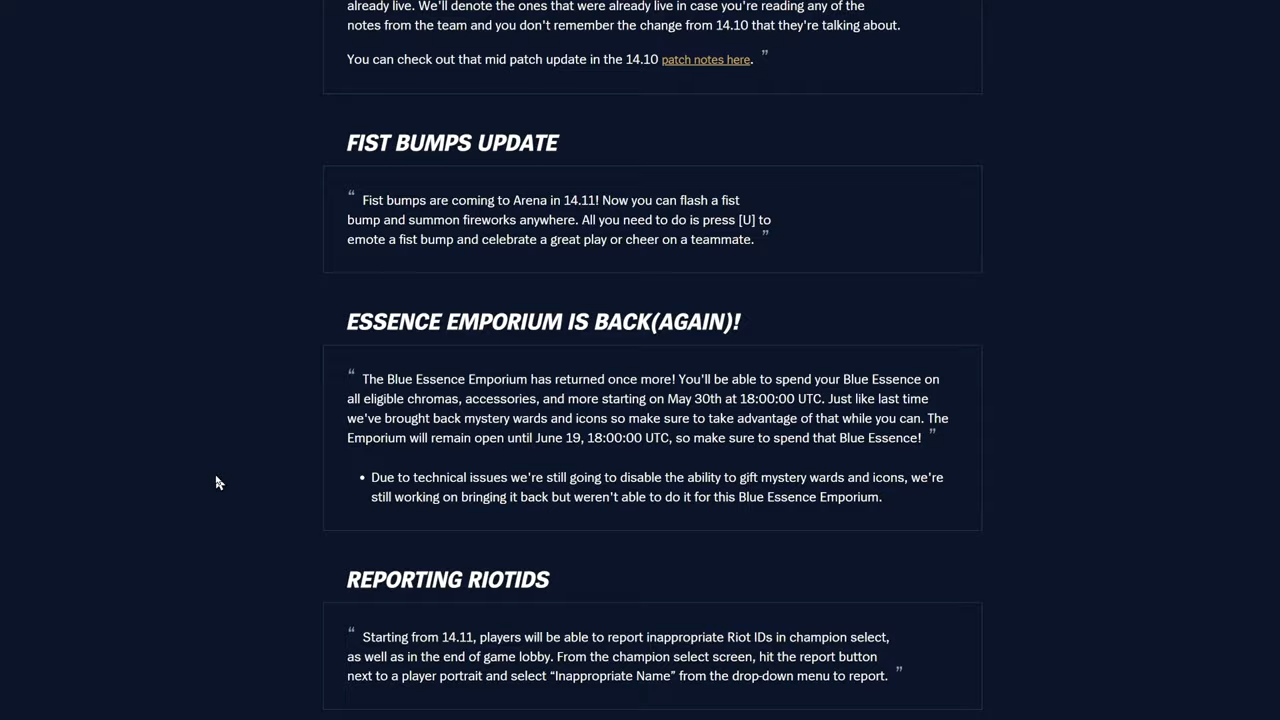 already live. We'll denote the ones that were already live in case you're reading any of the
notes from the team and you don't remember the change from 14.10 that they're talking about.
You can check out that mid patch update in the 14.10 patch notes here. ”
FIST BUMPS UPDATE
“ Fist bumps are coming to Arena in 14.11! Now you can flash a fist
bump and summon fireworks anywhere. All you need to do is press [U] to
emote a fist bump and celebrate a great play or cheer on a teammate. ”
ESSENCE EMPORIUM IS BACK(AGAIN)!
“ The Blue Essence Emporium has returned once more! You'll be able to spend your Blue Essence on
all eligible chromas, accessories, and more starting on May 30th at 18:00:00 UTC. Just like last time
we've brought back mystery wards and icons so make sure to take advantage of that while you can. The
Emporium will remain open until June 19, 18:00:00 UTC, so make sure to spend that Blue Essence! ”
• Due to technical issues we're still going to disable the ability to gift mystery wards and icons, we're
still working on bringing it back but weren't able to do it for this Blue Essence Emporium.
REPORTING RIOTIDS
“ Starting from 14.11, players will be able to report inappropriate Riot IDs in champion select,
as well as in the end of game lobby. From the champion select screen, hit the report button
next to a player portrait and select “Inappropriate Name” from the drop-down menu to report. ”